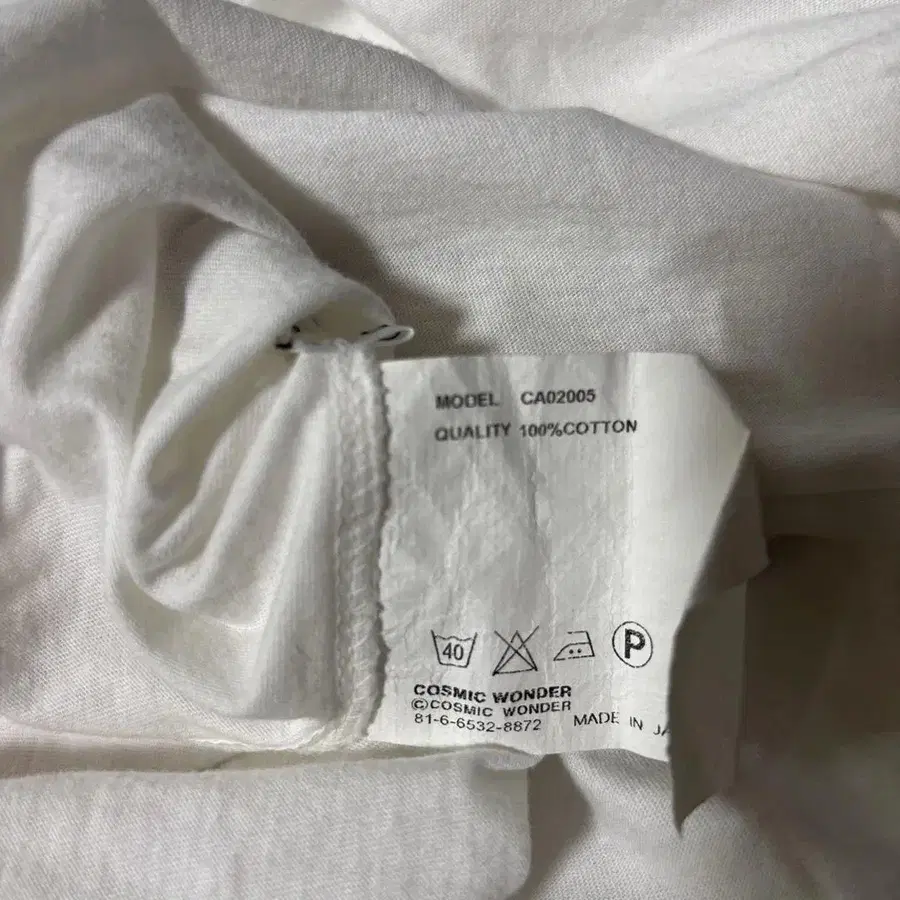 MODEL CA02005
QUALITY 100%COTTON
40 P
COSMIC WONDER
©COSMIC WONDER
81-6-6532-8872 MADE IN